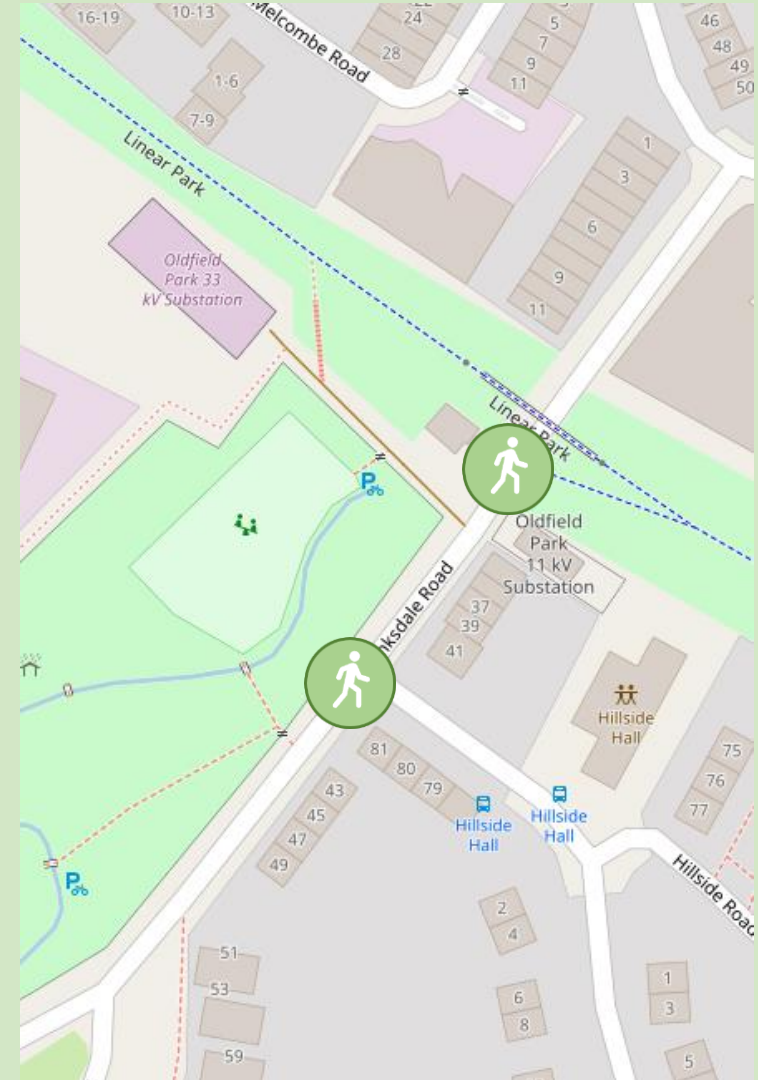 16-19
10-13
Melcombe Road
24
28
5
7
9
11
46
48
49
50
1-6
7-9
Linear Park
1
3
6
9
11
Oldfield
Park 33
kV Substation
Linear Park
Oldfield
Park
11 kV
Substation
nksdale Road
37
39
41
Hillside
Hall
81
80
79
Hillside
Hall
Hillside
Hall
75
76
77
43
45
47
49
Hillside Road
2
4
51
53
59
6
8
1
3
5